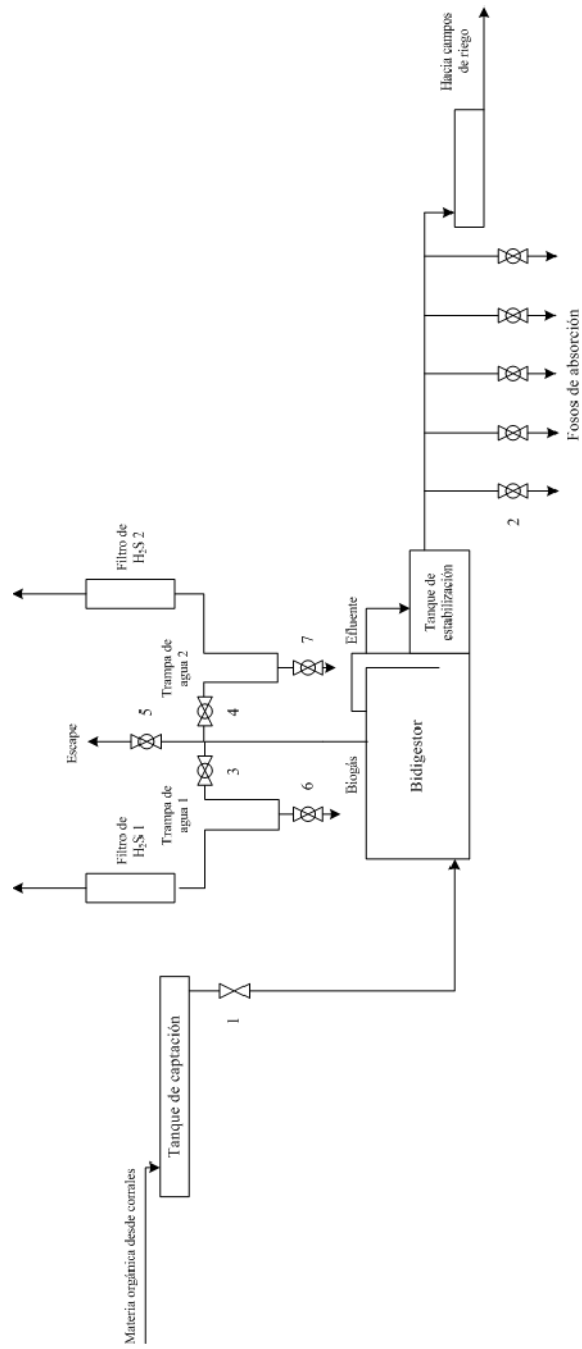 Materia orgánica desde corrales
Tanque de captación
1
Filtro de
H₂S 1
Trampa de
agua 1
3
6
Escape
5
Biogás
Bidigestor
Trampa de
agua 2
4
7
Filtro de
H₂S 2
Efluente
Tanque de
estabilización
2
Fosos de absorción
Hacia campos
de riego